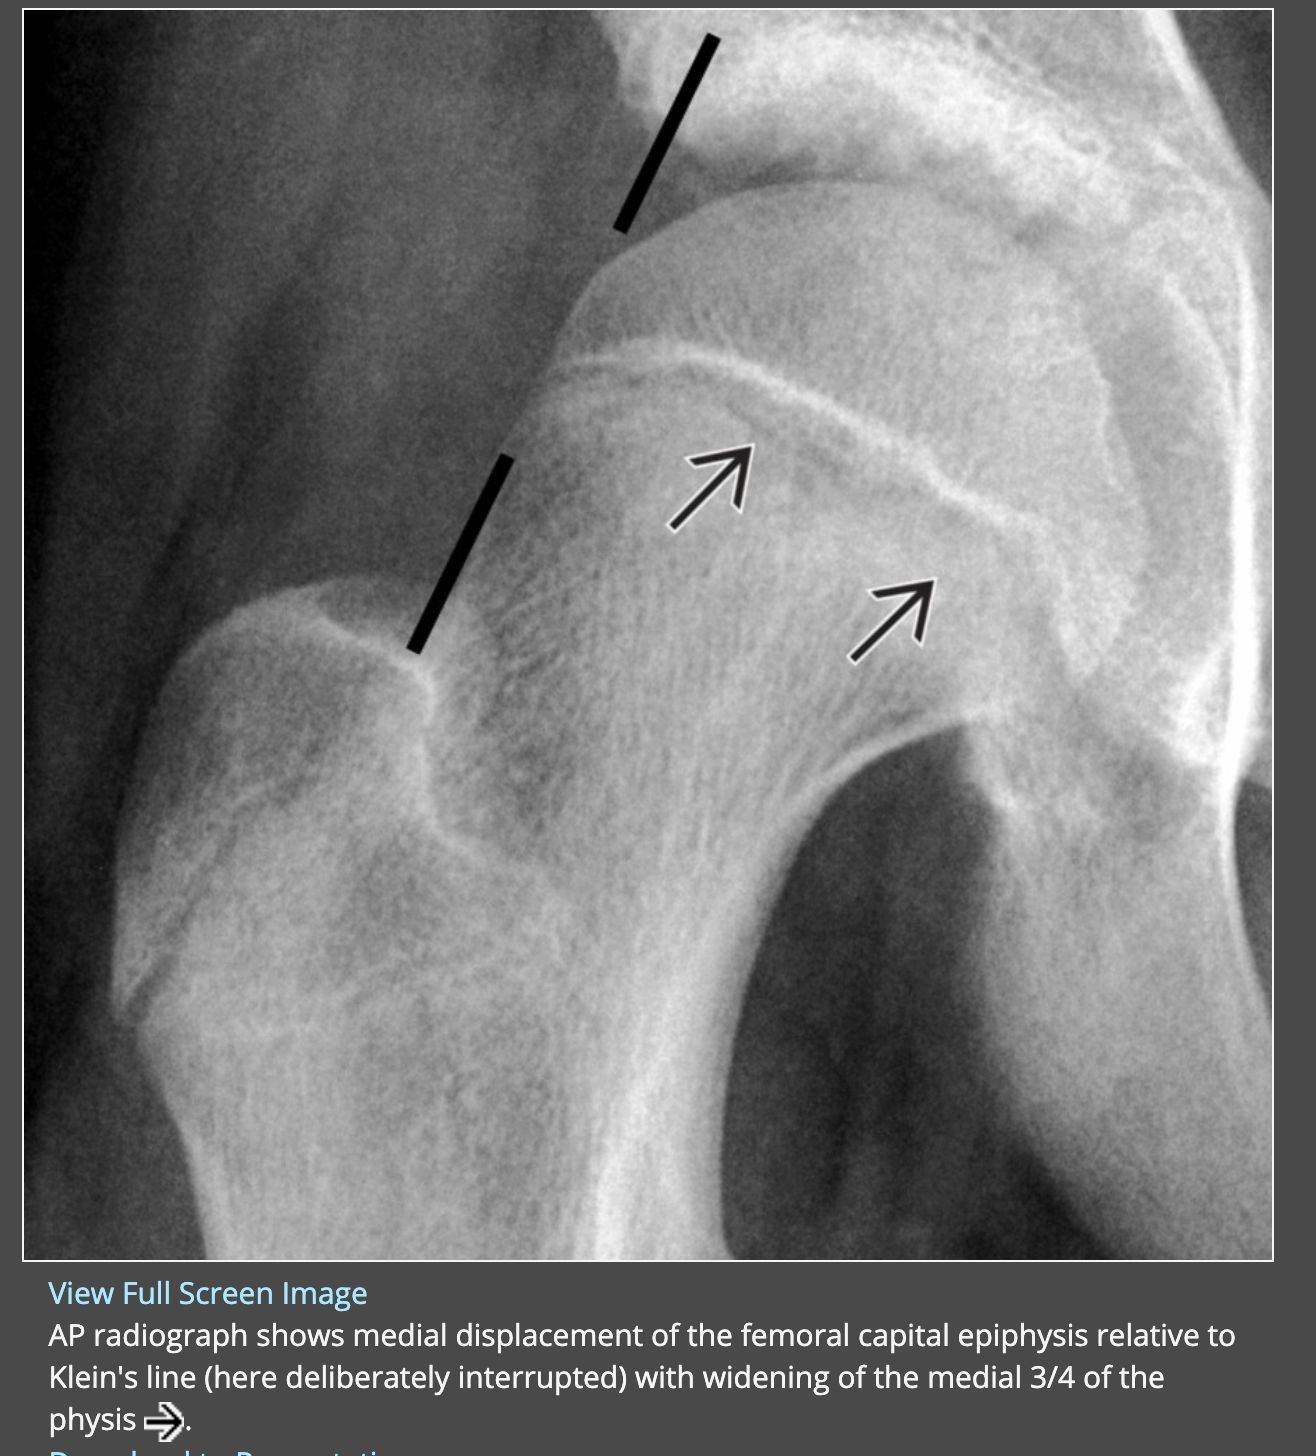 View Full Screen Image
AP radiograph shows medial displacement of the femoral capital epiphysis relative to
Klein's line (here deliberately interrupted) with widening of the medial 3/4 of the
physis .